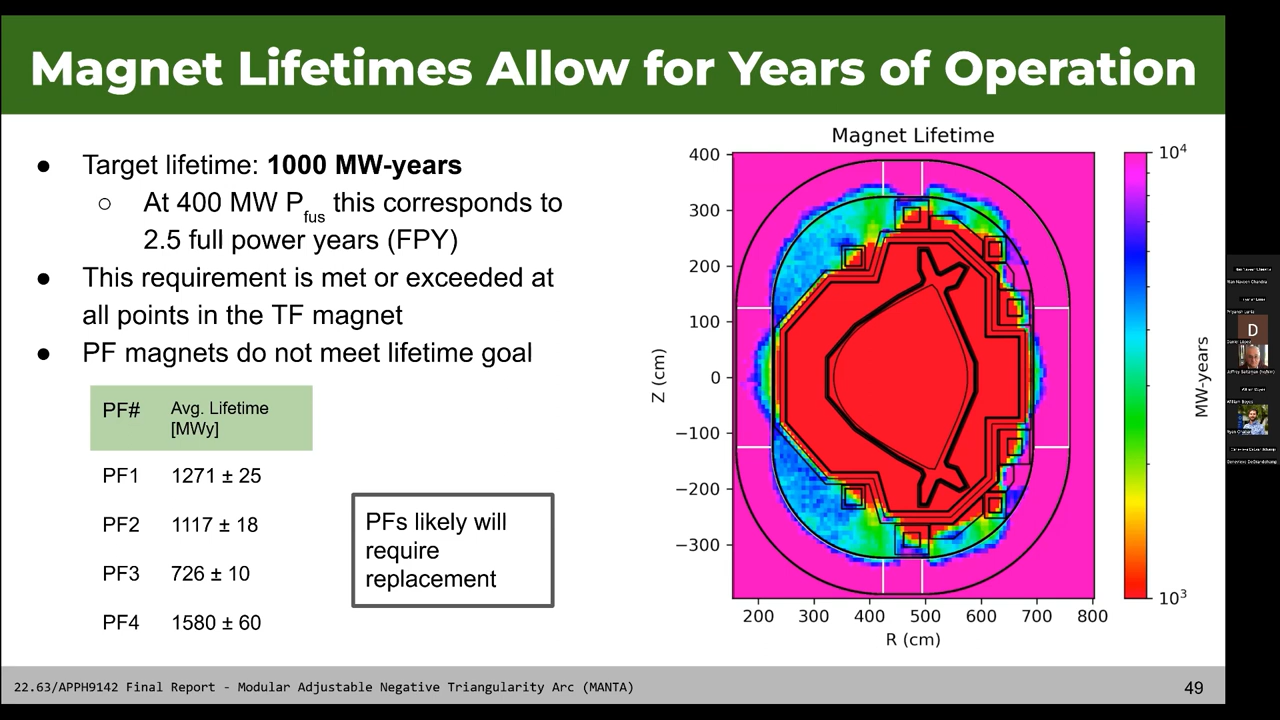 Magnet Lifetimes Allow for Years of Operation
● Target lifetime: 1000 MW-years
○ At 400 MW Pfus this corresponds to
2.5 full power years (FPY)
● This requirement is met or exceeded at
all points in the TF magnet
● PF magnets do not meet lifetime goal
PF# Avg. Lifetime
[MWy]
PF1 1271 ± 25
PF2 1117 ± 18
PF3 726 ± 10
PF4 1580 ± 60
PFs likely will
require
replacement
Magnet Lifetime
400
300
200
100
0
−100
−200
−300
Z (cm)
200 300 400 500 600 700 800
R (cm)
10^4
10^3
MW-years
D
22.63/APPH9142 Final Report - Modular Adjustable Negative Triangularity Arc (MANTA)
49